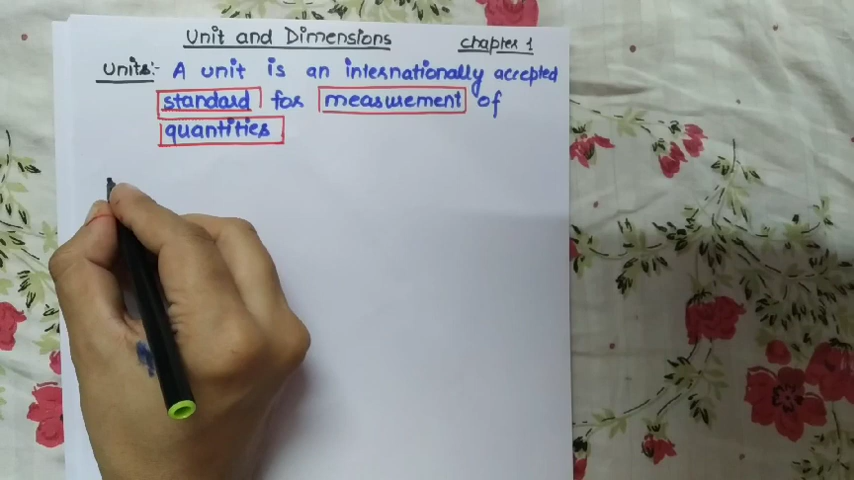 Unit and Dimensions chapter 1
Units:- A unit is an internationally accepted
standard for measurement of
quantities